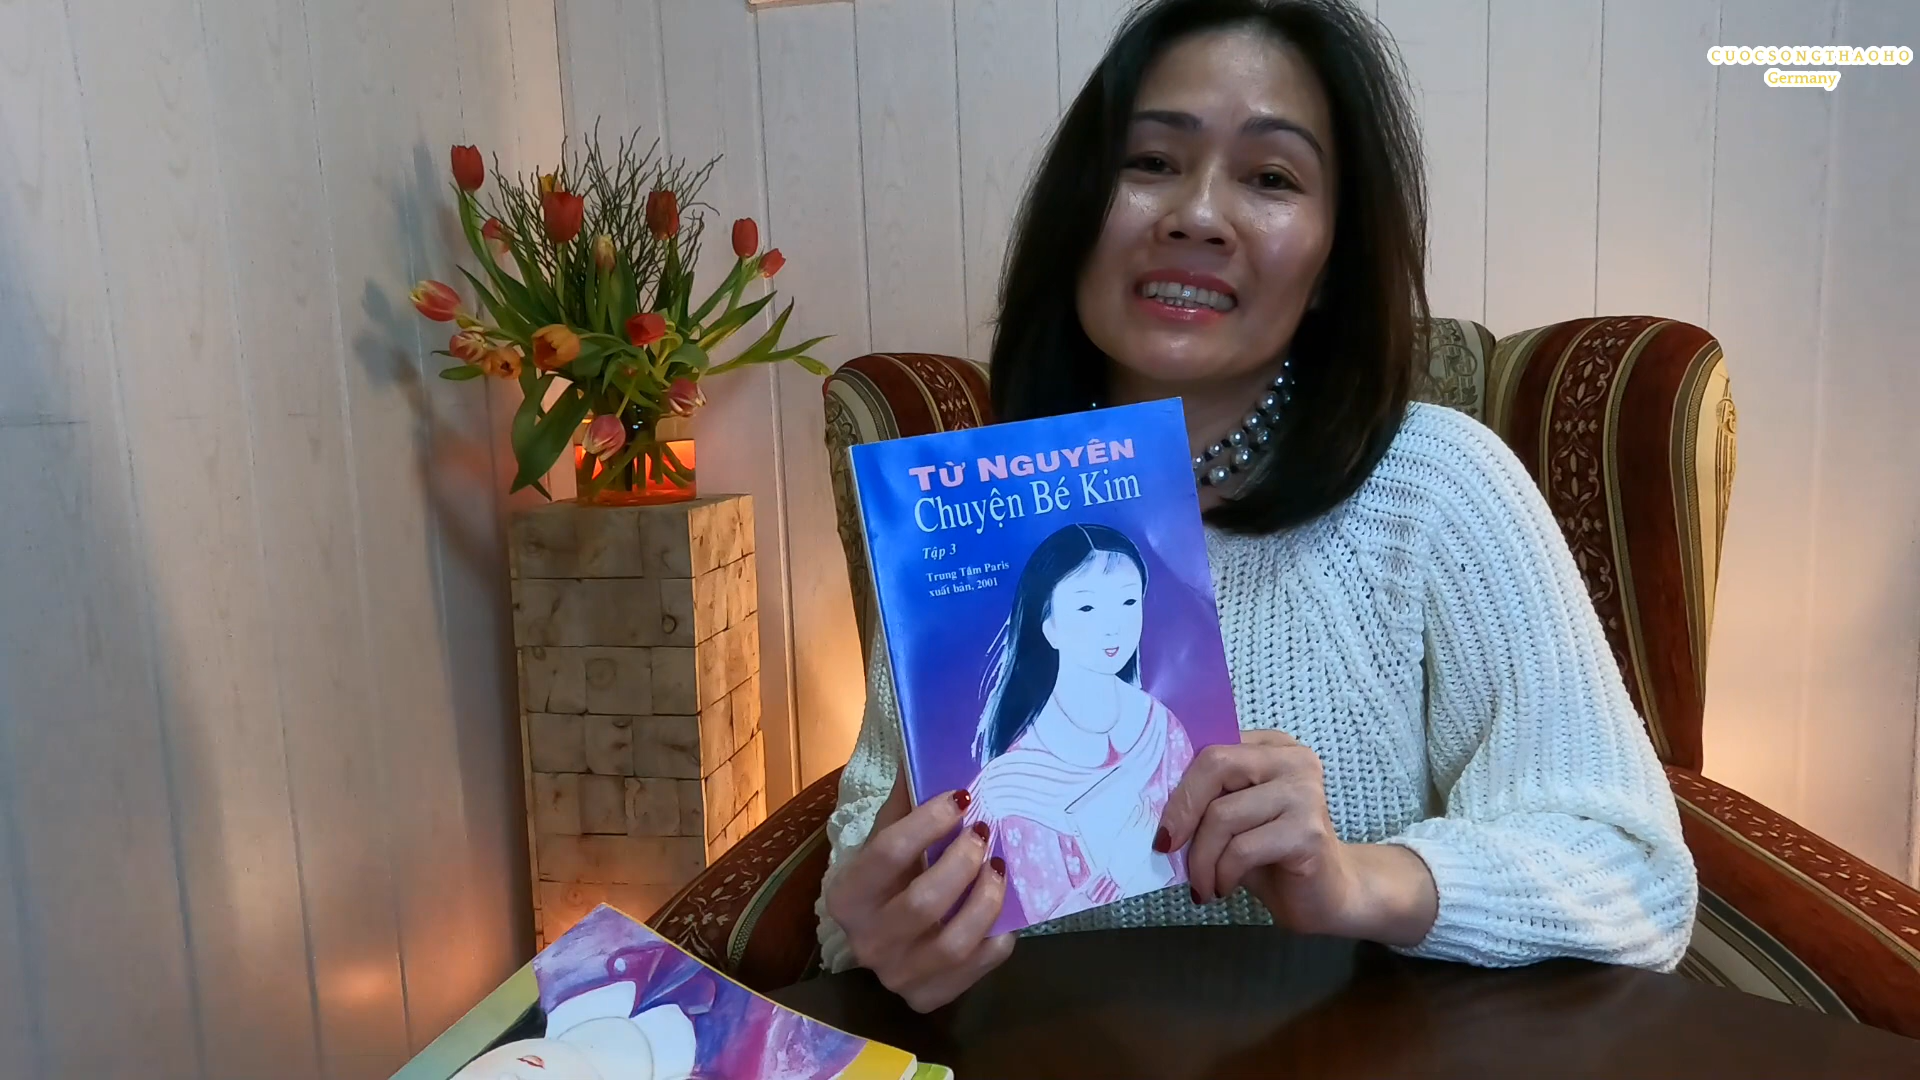 CUOCSONGTHAOHO
Germany
TỪ NGUYÊN
Chuyện Bé Kim
Tập 3
Trung Tâm Paris
xuất bản, 2001